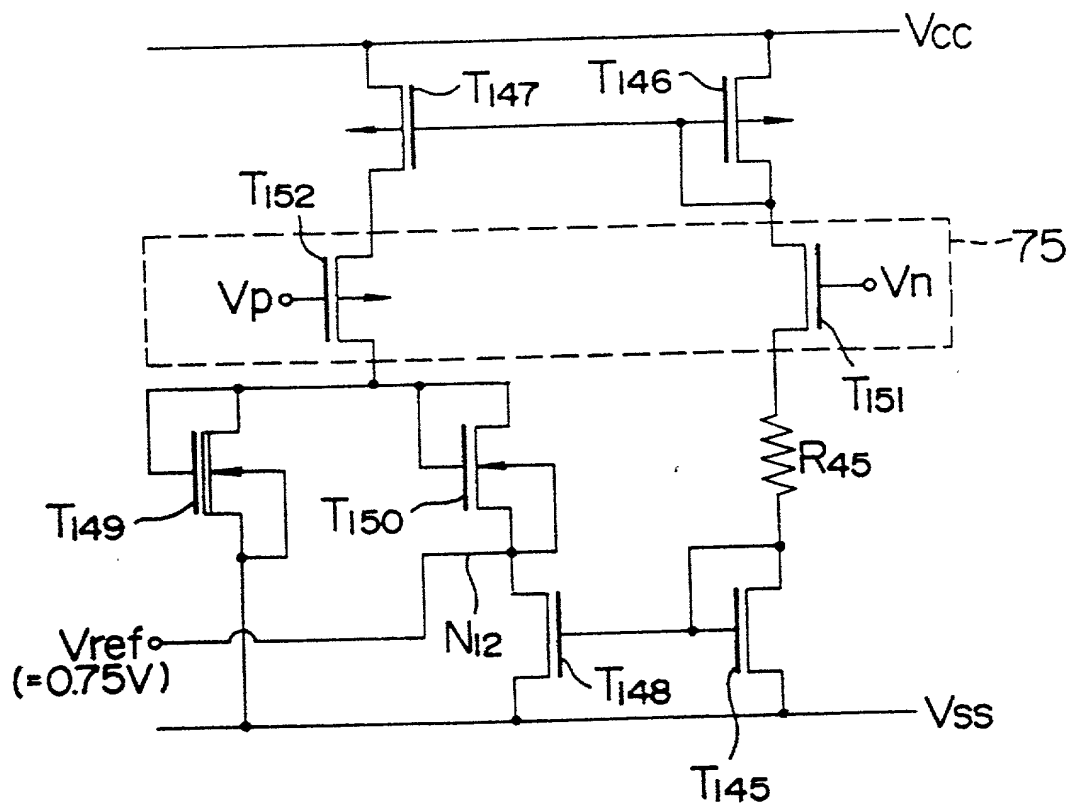 Vcc
T147
T146
T152
75
Vp
Vn
T151
R45
T149
T150
Vref
(=0.75V)
N12
T148
Vss
T145